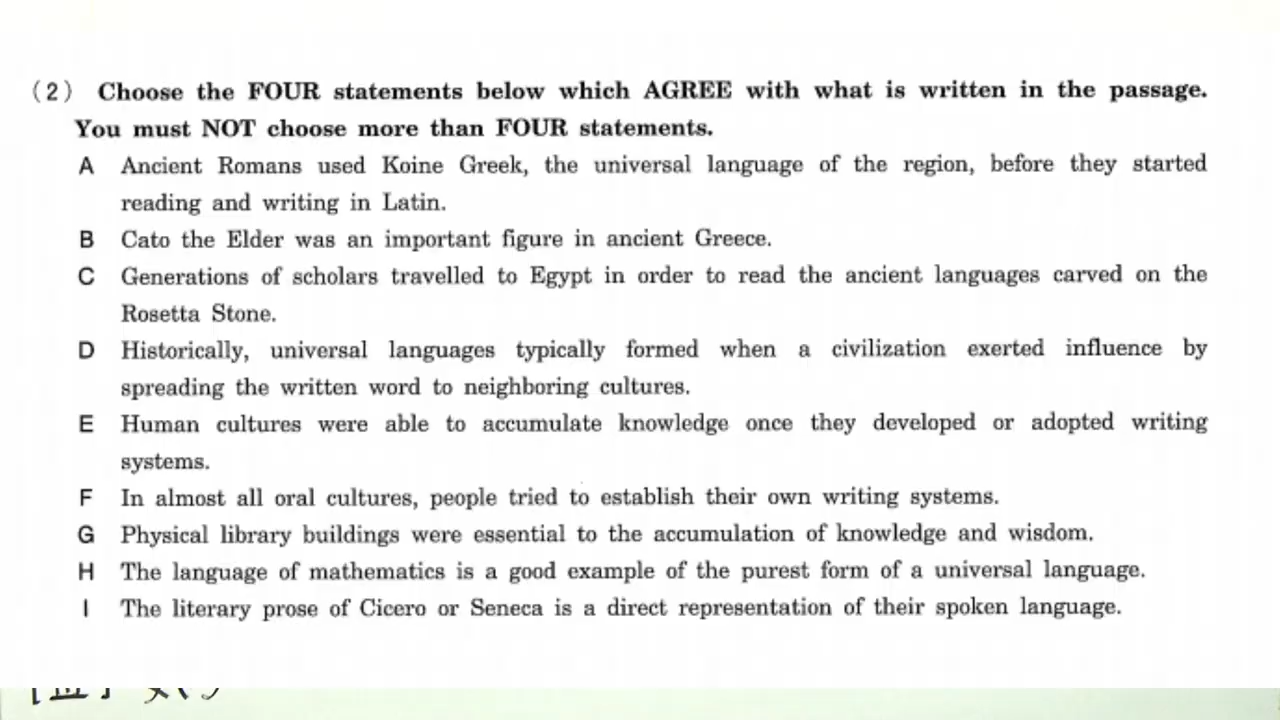 (2) Choose the FOUR statements below which AGREE with what is written in the passage.
You must NOT choose more than FOUR statements.
A Ancient Romans used Koine Greek, the universal language of the region, before they started
reading and writing in Latin.
B Cato the Elder was an important figure in ancient Greece.
C Generations of scholars travelled to Egypt in order to read the ancient languages carved on the
Rosetta Stone.
D Historically, universal languages typically formed when a civilization exerted influence by
spreading the written word to neighboring cultures.
E Human cultures were able to accumulate knowledge once they developed or adopted writing
systems.
F In almost all oral cultures, people tried to establish their own writing systems.
G Physical library buildings were essential to the accumulation of knowledge and wisdom.
H The language of mathematics is a good example of the purest form of a universal language.
I The literary prose of Cicero or Seneca is a direct representation of their spoken language.